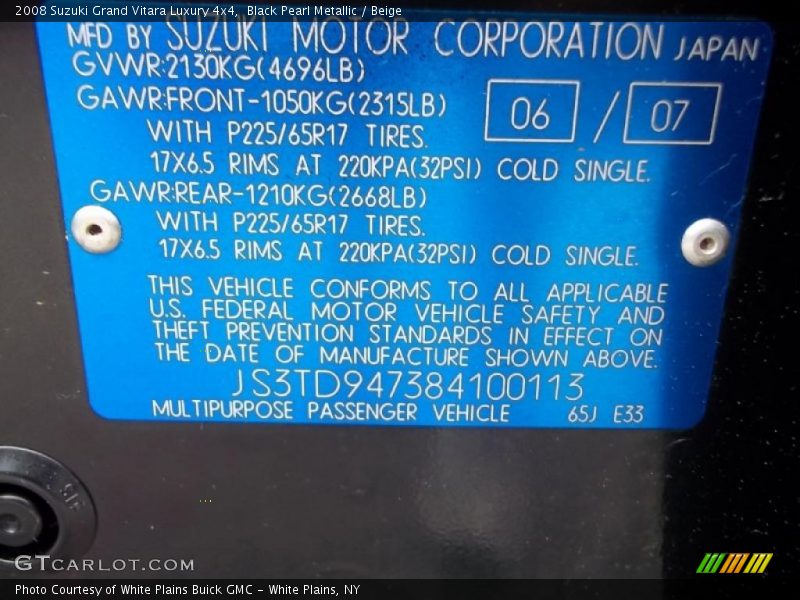 2008 Suzuki Grand Vitara Luxury 4x4, Black Pearl Metallic / Beige
MFD BY SUZUKI MOTOR CORPORATION JAPAN
GVWR:2130KG(4696LB)
GAWR:FRONT-1050KG(2315LB)
06 / 07
WITH P225/65R17 TIRES.
17X6.5 RIMS AT 220KPA(32PSI) COLD SINGLE.
GAWR:REAR-1210KG(2668LB)
WITH P225/65R17 TIRES.
17X6.5 RIMS AT 220KPA(32PSI) COLD SINGLE.
THIS VEHICLE CONFORMS TO ALL APPLICABLE
U.S. FEDERAL MOTOR VEHICLE SAFETY AND
THEFT PREVENTION STANDARDS IN EFFECT ON
THE DATE OF MANUFACTURE SHOWN ABOVE.
JS3TD947384100113
MULTIPURPOSE PASSENGER VEHICLE 65J E33
GTCARLOT.COM
Photo Courtesy of White Plains Buick GMC - White Plains, NY